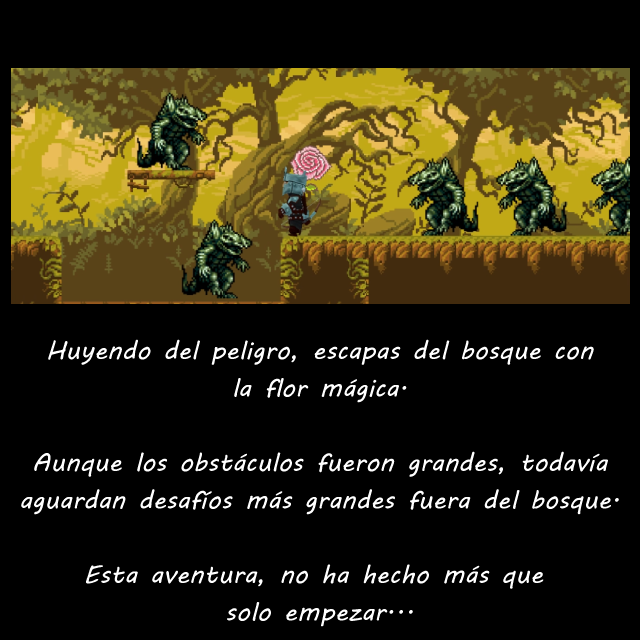 Huyendo del peligro, escapas del bosque con
la flor mágica.
Aunque los obstáculos fueron grandes, todavía
aguardan desafíos más grandes fuera del bosque.
Esta aventura, no ha hecho más que
solo empezar...